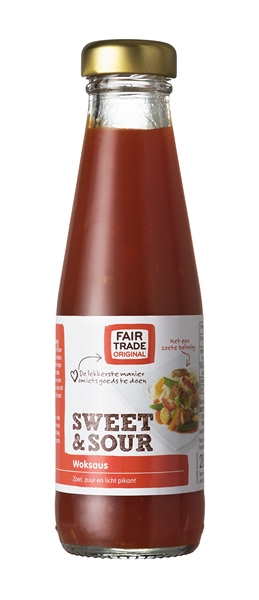 FAIR
TRADE
ORIGINAL
De lekkerste manier
om iets goeds te doen
Met een
zoete beloning
SWEET
& SOUR
Woksaus
Zoet, zuur en licht pikant